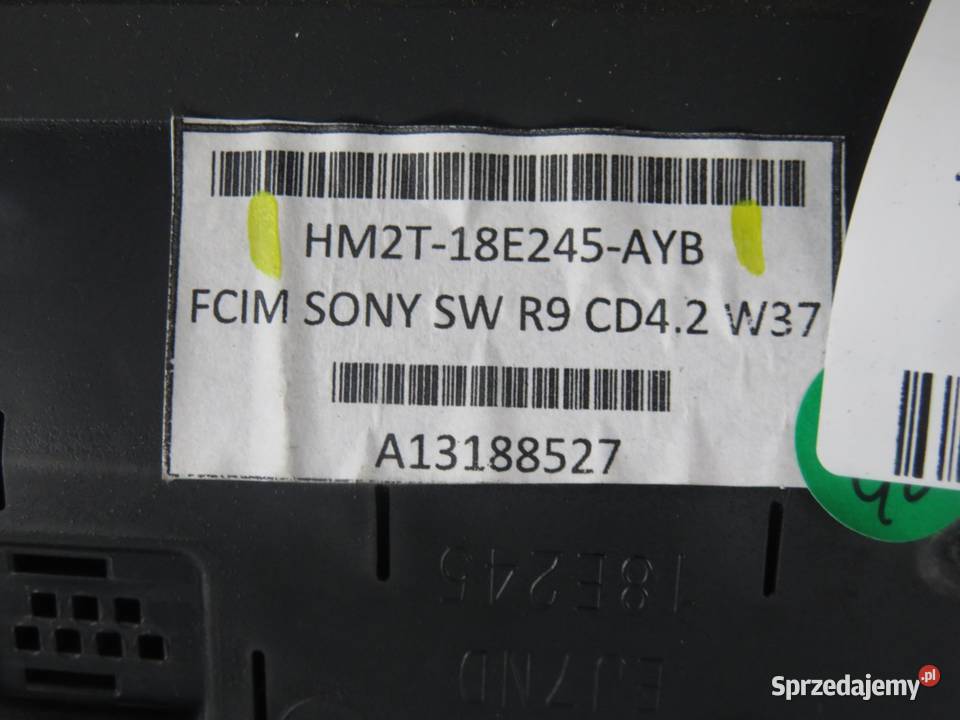 HM2T-18E245-AYB
FCIM SONY SW R9 CD4.2 W37
A13188527
18E245
EJ7ND
Sprzedajemy.pl